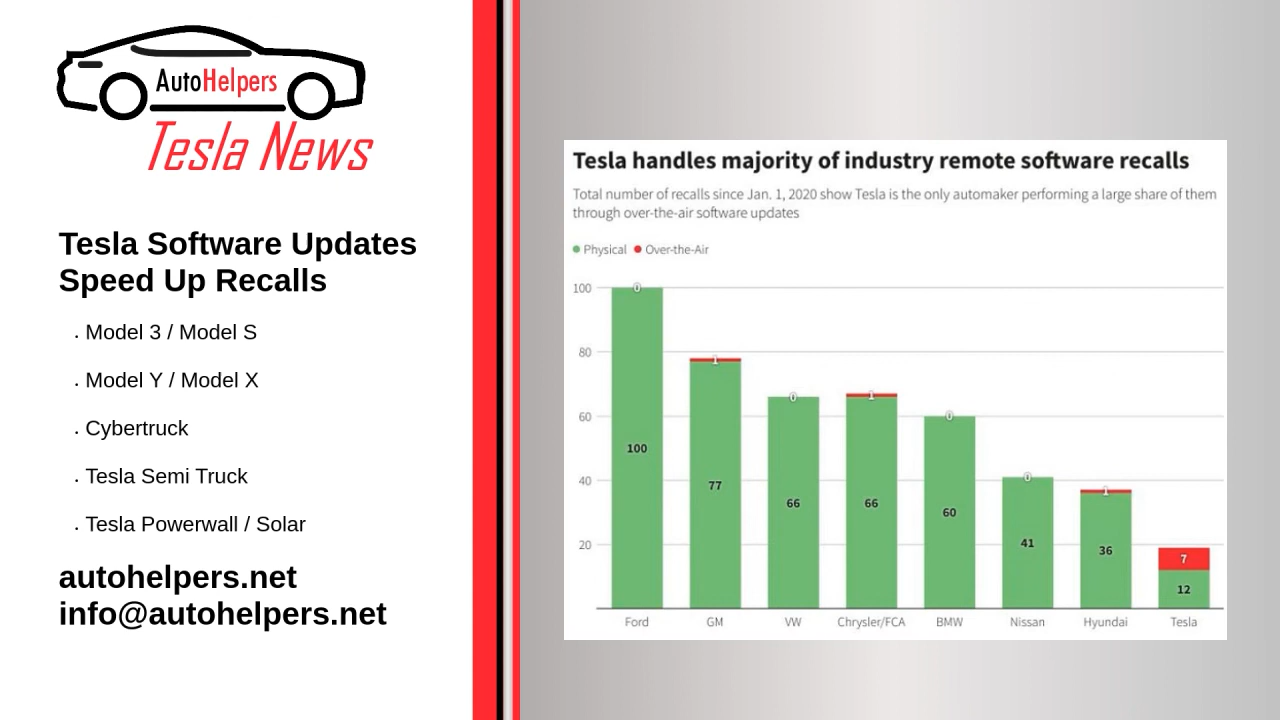 AutoHelpers
Tesla News
Tesla Software Updates
Speed Up Recalls
· Model 3 / Model S
· Model Y / Model X
· Cybertruck
· Tesla Semi Truck
· Tesla Powerwall / Solar
autohelpers.net
info@autohelpers.net
Tesla handles majority of industry remote software recalls
Total number of recalls since Jan. 1, 2020 show Tesla is the only automaker performing a large share of them
through over-the-air software updates
Physical Over-the-Air
100
80
60
40
20
0 1 0 1 0 0 1 7
100 77 66 66 60 41 36 12
Ford GM VW Chrysler/FCA BMW Nissan Hyundai Tesla